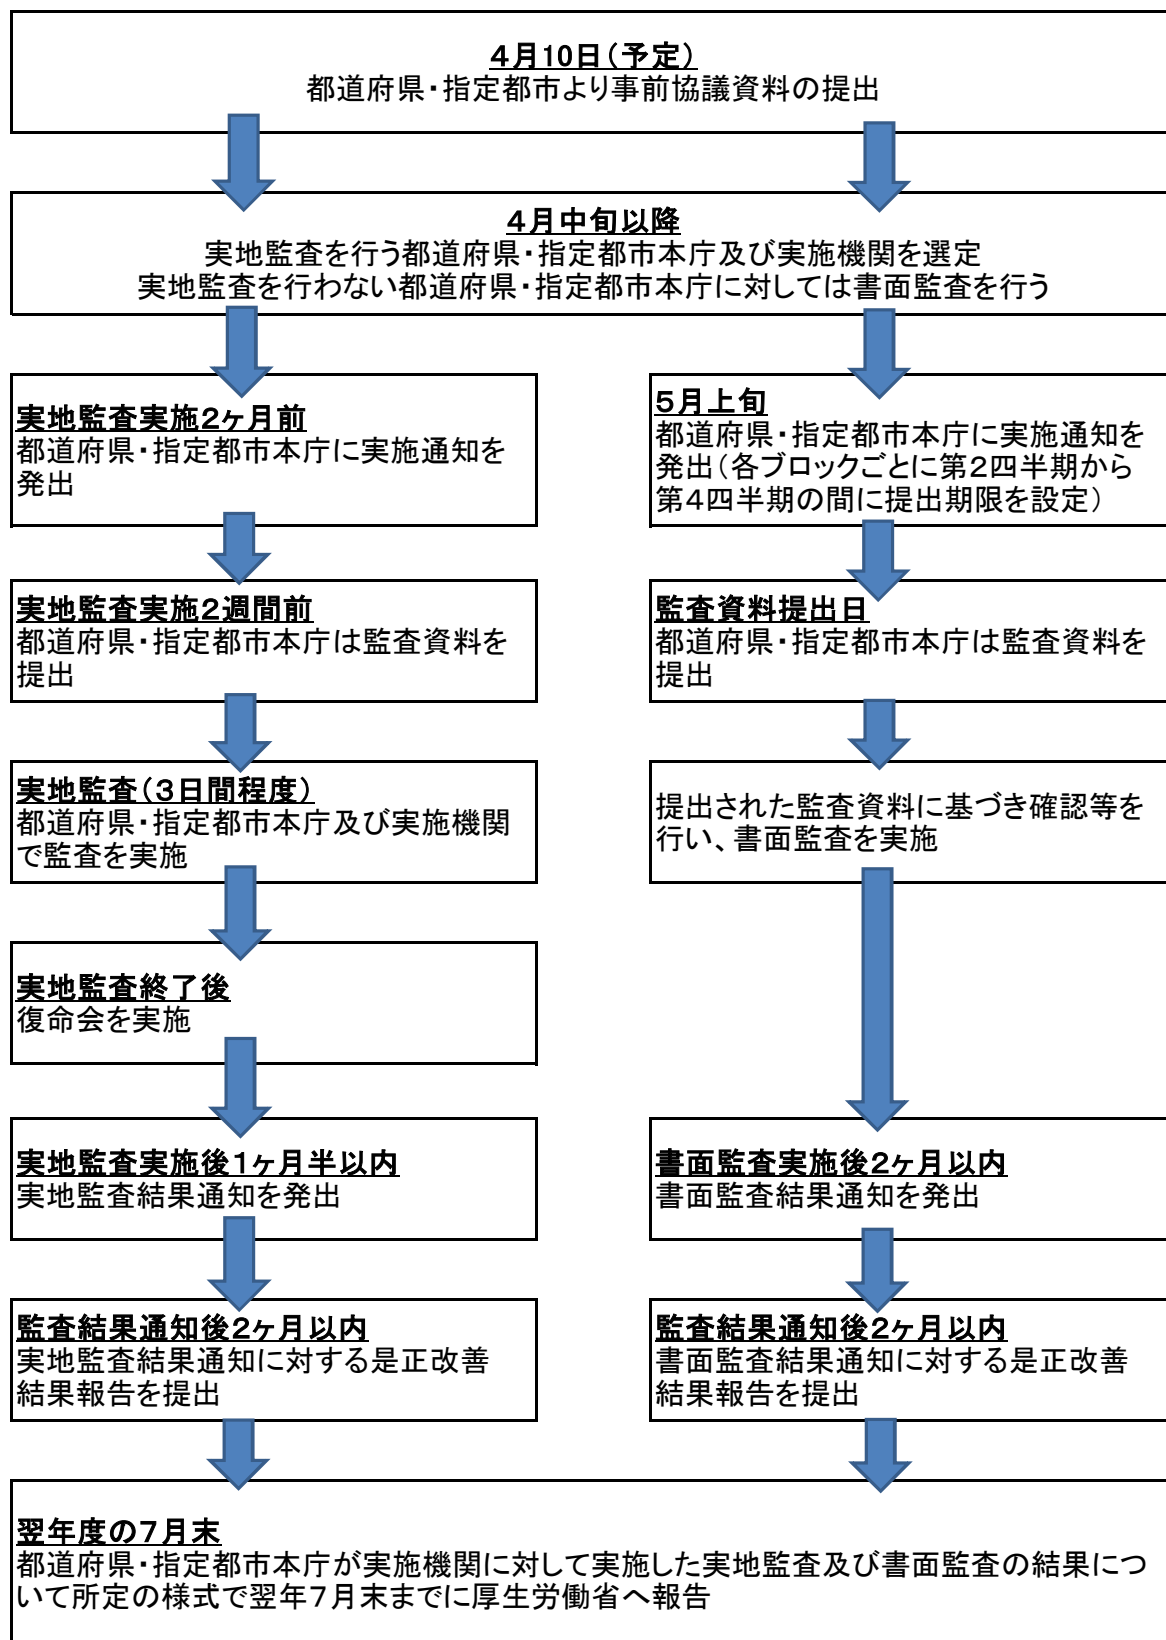 4月10日(予定)
都道府県・指定都市より事前協議資料の提出
4月中旬以降
実地監査を行う都道府県・指定都市本庁及び実施機関を選定
実地監査を行わない都道府県・指定都市本庁に対しては書面監査を行う
実地監査実施2ヶ月前
都道府県・指定都市本庁に実施通知を
発出
実地監査実施2週間前
都道府県・指定都市本庁は監査資料を
提出
実地監査(3日間程度)
都道府県・指定都市本庁及び実施機関
で監査を実施
実地監査終了後
復命会を実施
実地監査実施後1ヶ月半以内
実地監査結果通知を発出
監査結果通知後2ヶ月以内
実地監査結果通知に対する是正改善
結果報告を提出
5月上旬
都道府県・指定都市本庁に実施通知を
発出(各ブロックごとに第2四半期から
第4四半期の間に提出期限を設定)
監査資料提出日
都道府県・指定都市本庁は監査資料を
提出
提出された監査資料に基づき確認等を
行い、書面監査を実施
書面監査実施後2ヶ月以内
書面監査結果通知を発出
監査結果通知後2ヶ月以内
書面監査結果通知に対する是正改善
結果報告を提出
翌年度の7月末
都道府県・指定都市本庁が実施機関に対して実施した実地監査及び書面監査の結果につ
いて所定の様式で翌年7月末までに厚生労働省へ報告